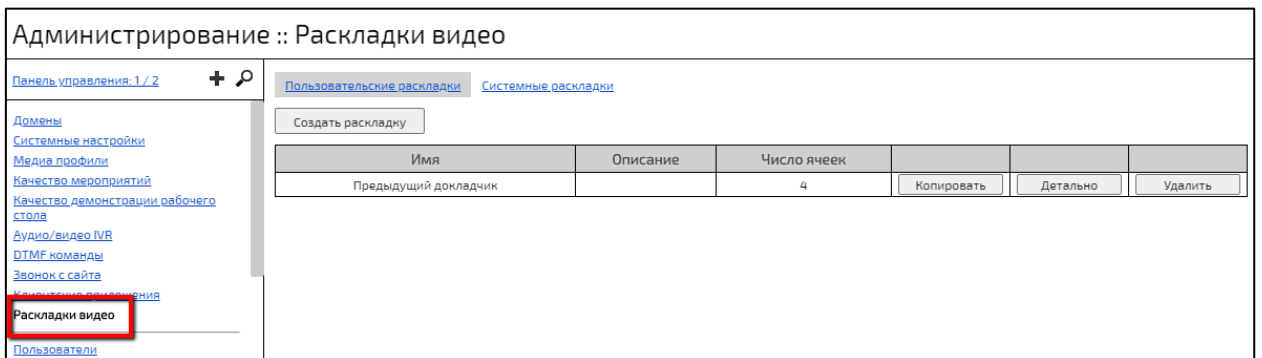 Администрирование :: Раскладки видео
Панель управления: 1 / 2
Пользовательские раскладки Системные раскладки
Создать раскладку
Имя Описание Число ячеек
Предыдущий докладчик 4 Копировать Детально Удалить
Домены
Системные настройки
Медиа профили
Качество мероприятий
Качество демонстрации рабочего
стола
Аудио/видео IVR
DTMF команды
Звонок с сайта
Клиентские приложения
Раскладки видео
Пользователи